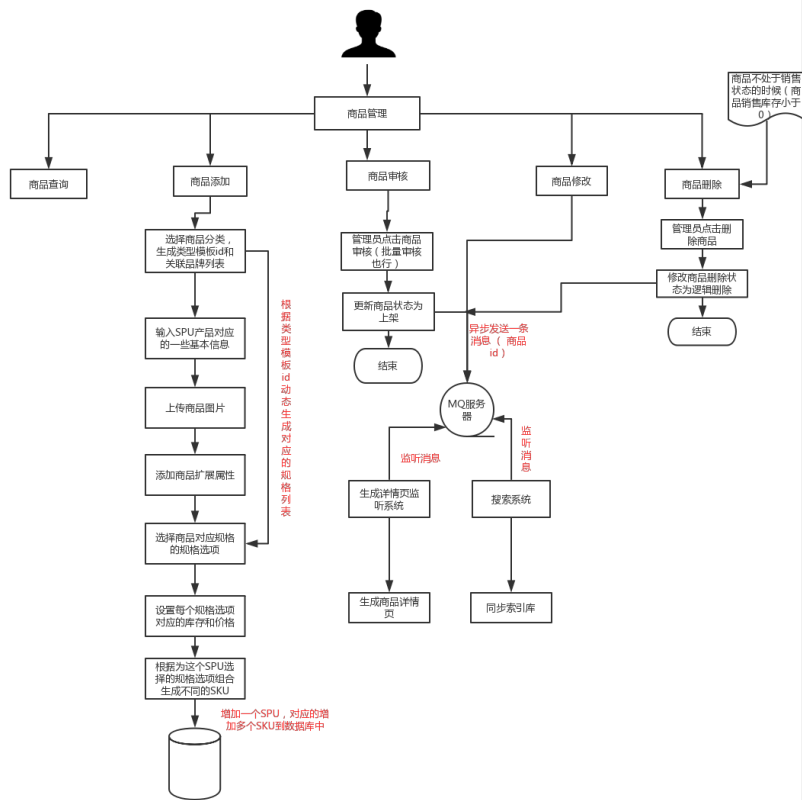 商品管理
商品不处于销售
状态的时候（商
品销售库存小于
0）
商品查询
商品添加
商品审核
商品修改
商品删除
选择商品分类，
生成类型模板id和
关联品牌列表
输入SPU产品对应
的一些基本信息
上传商品图片
添加商品扩展属性
选择商品对应规格
的规格选项
设置每个规格选项
对应的库存和价格
根据为这个SPU选
择的规格选项组合
生成不同的SKU
增加一个SPU，对应的增
加多个SKU到数据库中
根
据
类
型
模
板
id
动
态
生
成
对
应
的
规
格
列
表
管理员点击商品
审核（批量审核
也行）
更新商品状态为
上架
结束
异步发送一条
消息（ 商品
id）
MQ服务
器
监听消息
监
听
消
息
生成详情页监
听系统
搜索系统
生成商品详情
页
同步索引库
管理员点击删
除商品
修改商品删除状
态为逻辑删除
结束